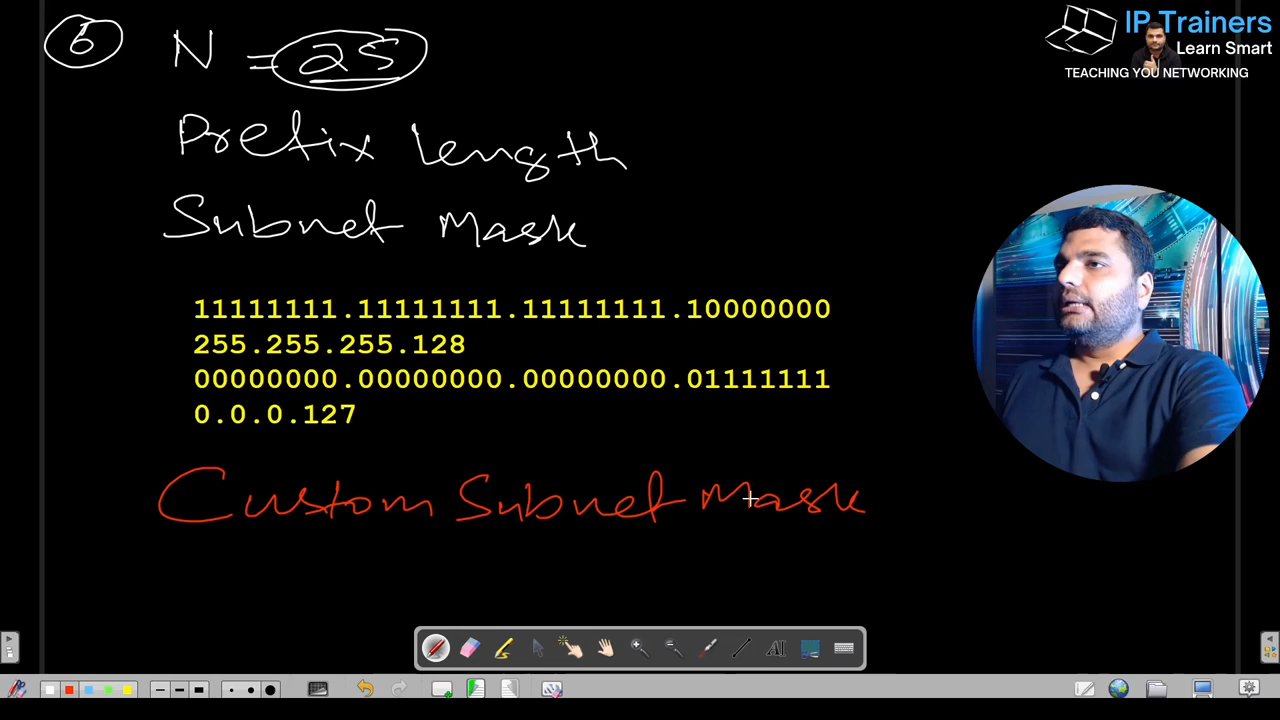 6 N = 25
Prefix length
Subnet Mask
11111111.11111111.11111111.10000000
255.255.255.128
00000000.00000000.00000000.01111111
0.0.0.127
Custom Subnet Mask
IP Trainers
Learn Smart
TEACHING YOU NETWORKING
AI